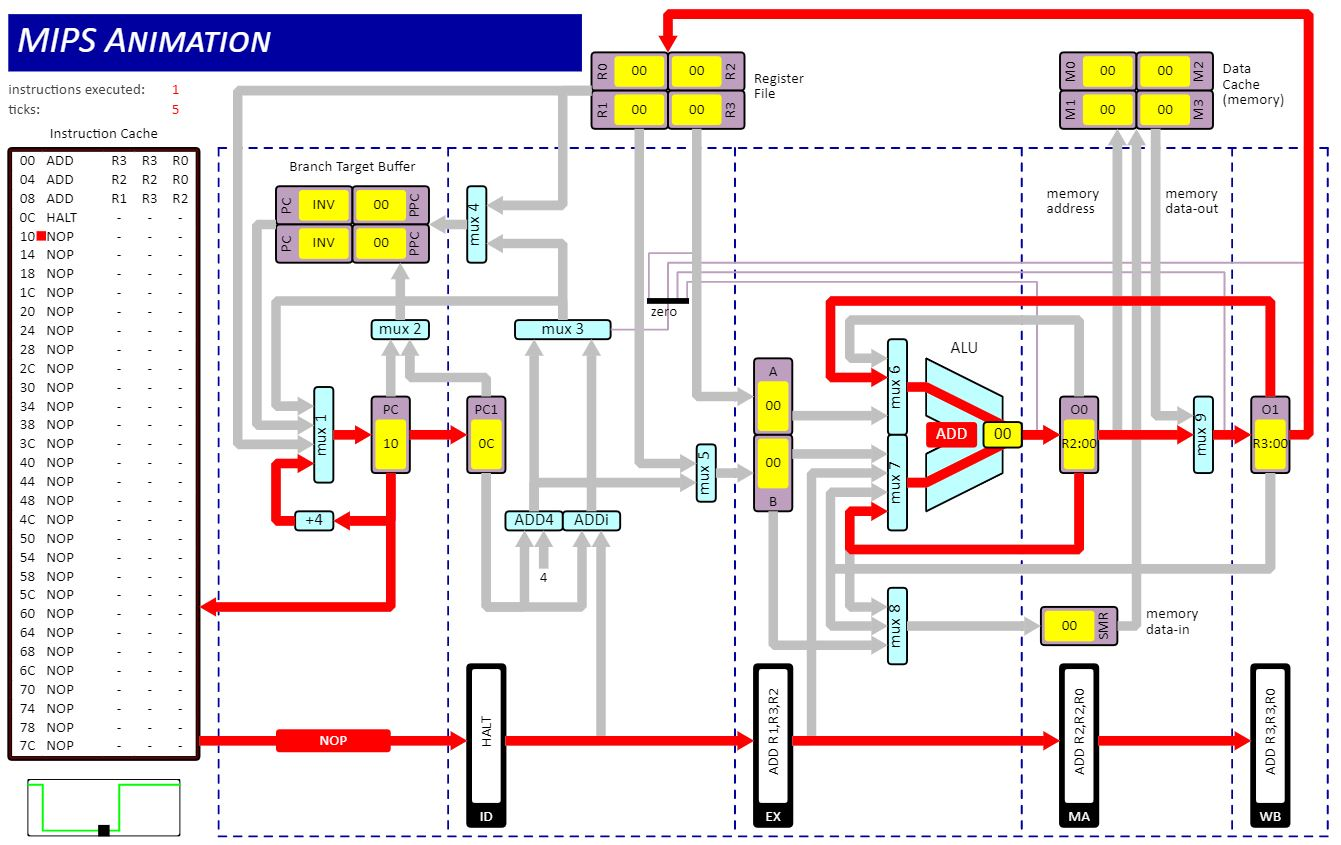 MIPS ANIMATION
instructions executed: 1
ticks: 5
Instruction Cache
00 ADD R3 R3 R0
04 ADD R2 R2 R0
08 ADD R1 R3 R2
0C HALT - - -
10 NOP - - -
14 NOP - - -
18 NOP - - -
1C NOP - - -
20 NOP - - -
24 NOP - - -
28 NOP - - -
2C NOP - - -
30 NOP - - -
34 NOP - - -
38 NOP - - -
3C NOP - - -
40 NOP - - -
44 NOP - - -
48 NOP - - -
4C NOP - - -
50 NOP - - -
54 NOP - - -
58 NOP - - -
5C NOP - - -
60 NOP - - -
64 NOP - - -
68 NOP - - -
6C NOP - - -
70 NOP - - -
74 NOP - - -
78 NOP - - -
7C NOP - - -
R0 00 00 R2
R1 00 00 R3
Register
File
M0 00 00 M2
M1 00 00 M3
Data
Cache
(memory)
Branch Target Buffer
PC INV 00 PPC
PC INV 00 PPC
mux 4
memory
address
memory
data-out
zero
mux 2
mux 3
mux 1
PC
10
PC1
0C
+4
ADD4
ADDi
4
mux 5
A
00
00
B
mux 6
mux 7
ALU
ADD
00
O0
R2:00
mux 9
O1
R3:00
mux 8
00 SMR
memory
data-in
NOP
HALT
ID
ADD R1,R3,R2
EX
ADD R2,R2,R0
MA
ADD R3,R3,R0
WB